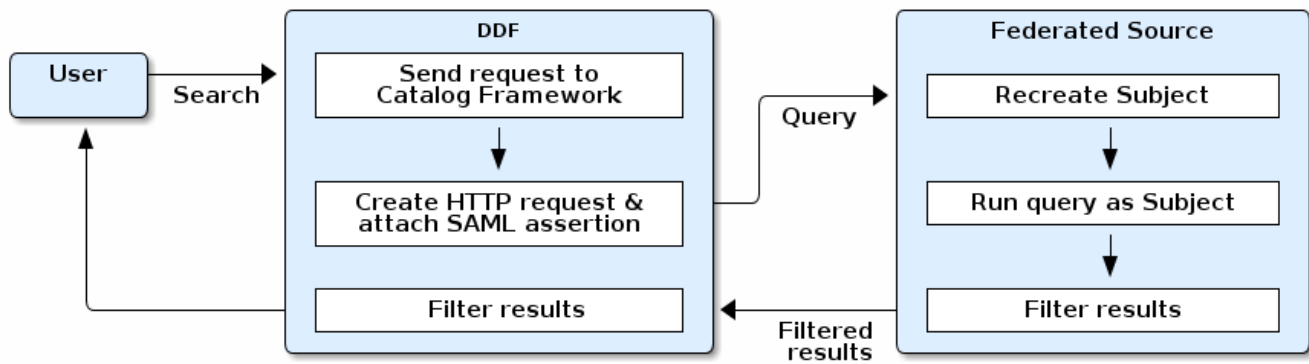 User
Search
DDF
Send request to
Catalog Framework
Create HTTP request &
attach SAML assertion
Filter results
Query
Federated Source
Recreate Subject
Run query as Subject
Filter results
Filtered
results